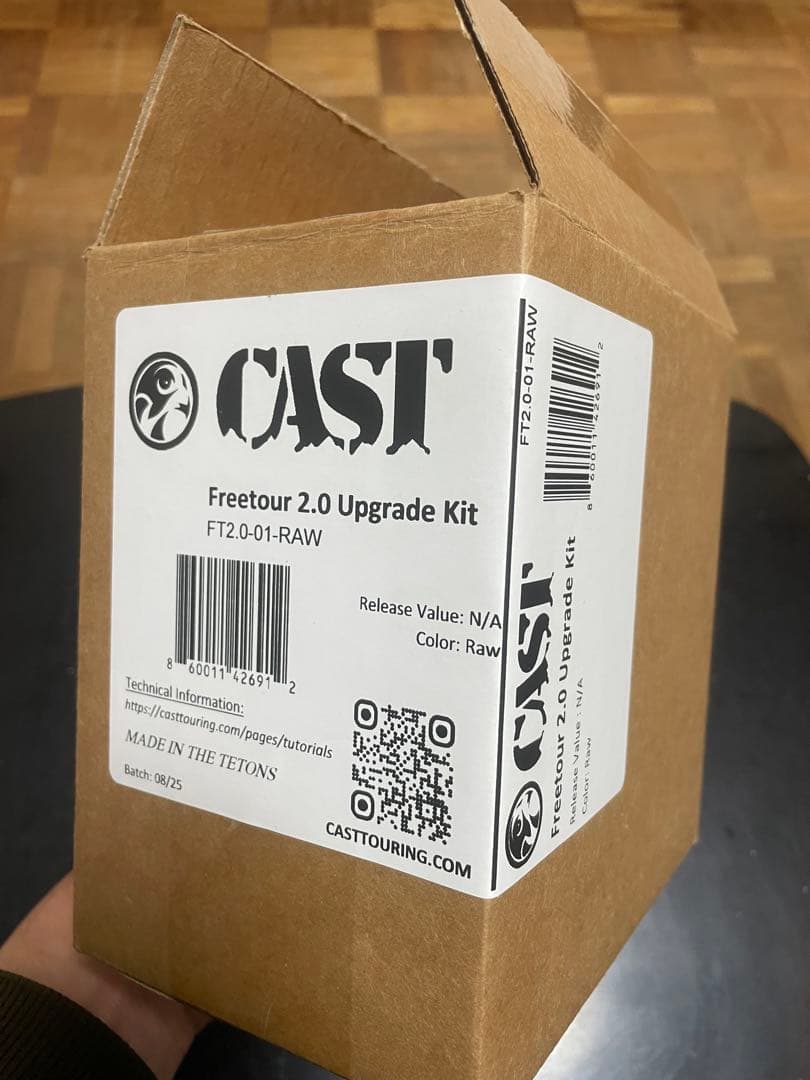 CAST
Freetour 2.0 Upgrade Kit
FT2.0-01-RAW
8 60011 42691 2
Release Value: N/A
Color: Raw
Technical Information:
https://casttouring.com/pages/tutorials
MADE IN THE TETONS
Batch: 08/25
CASTTOURING.COM
FT2.0-01-RAW
8 60011 42691 2
CAST
Freetour 2.0 Upgrade Kit
Release Value : N/A
Color: Raw